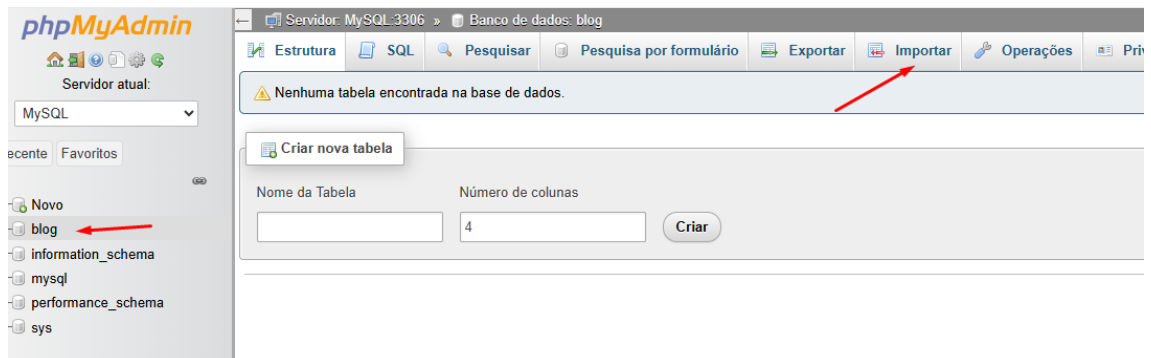 phpMyAdmin
Servidor atual:
MySQL
ecente Favoritos
Novo
blog
information_schema
mysql
performance_schema
sys
Servidor: MySQL:3306 » Banco de dados: blog
Estrutura SQL Pesquisar Pesquisa por formulário Exportar Importar Operações Pri
Nenhuma tabela encontrada na base de dados.
Criar nova tabela
Nome da Tabela Número de colunas
4 Criar